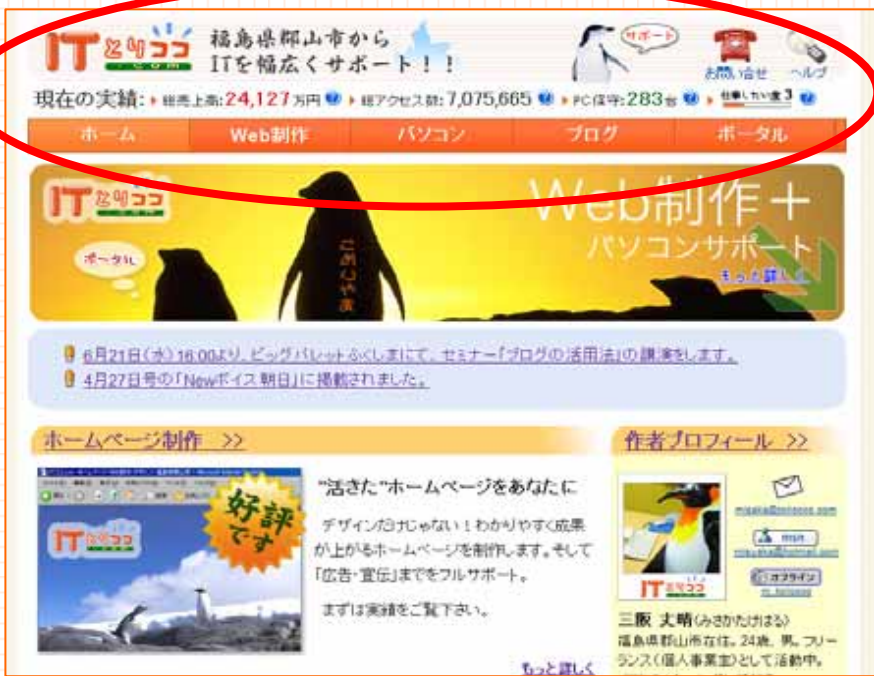 ITとりココ
.COM
福島県郡山市から
ITを幅広くサポート！！
サポート
お問い合せ
ヘルプ
現在の実績: 総売上高:24,127万円 総アクセス数:7,075,665 PC保守:283台 仕事したい度3
ホーム Web制作 パソコン ブログ ポータル
ITとりココ
Web制作＋
パソコンサポート
もっと詳しく
ポータル
6月21日(水) 16:00より、ビッグパレットふくしまにて、セミナー「ブログの活用法」の講演をします。
4月27日号の「Newボイス朝日」に掲載されました。
ホームページ制作 >>
作者プロフィール >>
好評
です
ITとりココ
"活きた"ホームページをあなたに
デザインだけじゃない！わかりやすく成果
が上がるホームページを制作します。そして
「広告・宣伝」までをフルサポート。
まずは実績をご覧下さい。
もっと詳しく
ITとりココ
msn
オフライン
三阪 丈晴(みさかたけはる)
福島県郡山市在住。24歳、男。フリー
ランス(個人事業主)として活動中。